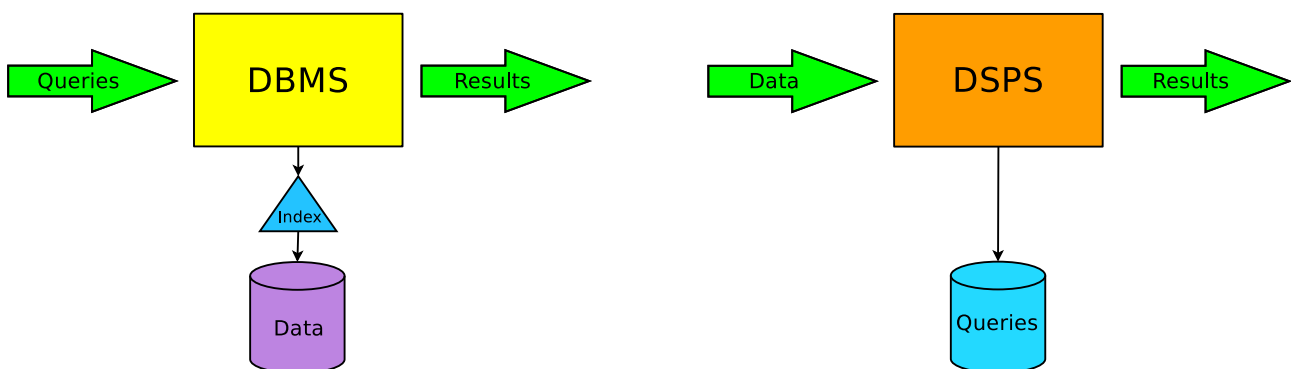 Queries
DBMS
Results
Index
Data
Data
DSPS
Results
Queries